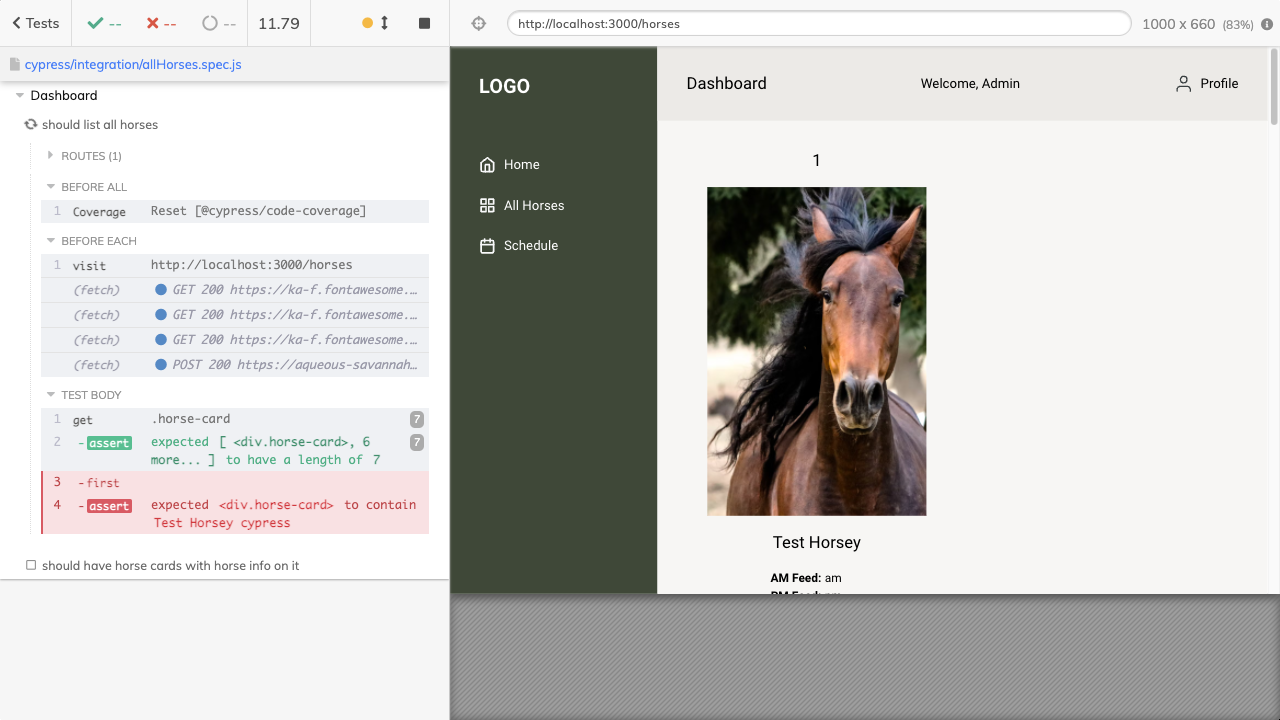 Tests
--
--
--
11.79
http://localhost:3000/horses
1000 x 660 (83%)
cypress/integration/allHorses.spec.js
Dashboard
should list all horses
ROUTES (1)
BEFORE ALL
1 Coverage Reset [@cypress/code-coverage]
BEFORE EACH
1 visit http://localhost:3000/horses
(fetch) GET 200 https://ka-f.fontawesome.…
(fetch) GET 200 https://ka-f.fontawesome.…
(fetch) GET 200 https://ka-f.fontawesome.…
(fetch) POST 200 https://aqueous-savannah…
TEST BODY
1 get .horse-card 7
2 -assert expected [ <div.horse-card>, 6 7
more... ] to have a length of 7
3 -first
4 -assert expected <div.horse-card> to contain
Test Horsey cypress
should have horse cards with horse info on it
LOGO
Home
All Horses
Schedule
Dashboard
Welcome, Admin
Profile
1
Test Horsey
AM Feed: am